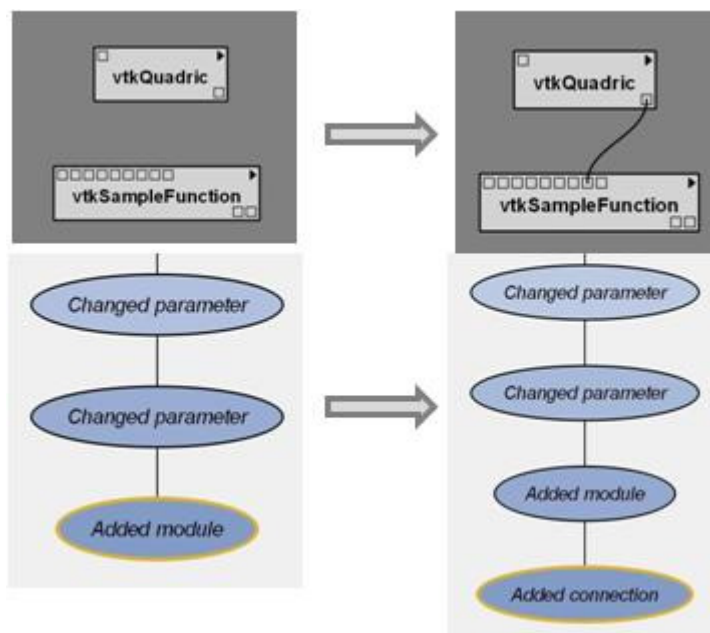 vtkQuadric
vtkSampleFunction
vtkQuadric
vtkSampleFunction
Changed parameter
Changed parameter
Added module
Changed parameter
Changed parameter
Added module
Added connection